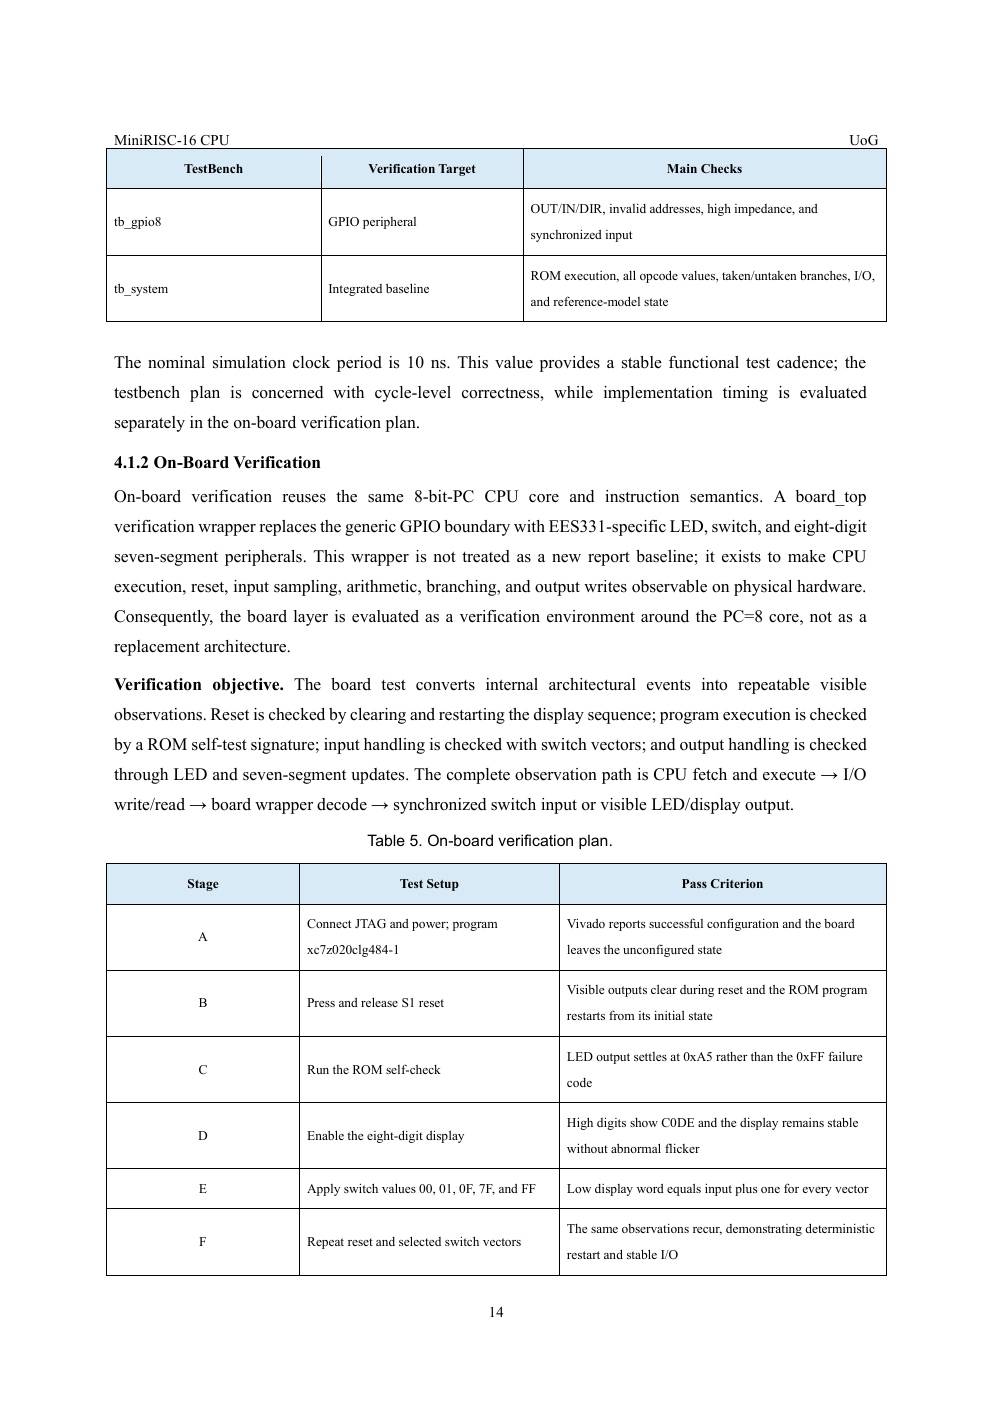 MiniRISC-16 CPU UoG
TestBench Verification Target Main Checks
tb_gpio8 GPIO peripheral OUT/IN/DIR, invalid addresses, high impedance, and
synchronized input
tb_system Integrated baseline ROM execution, all opcode values, taken/untaken branches, I/O,
and reference-model state
The nominal simulation clock period is 10 ns. This value provides a stable functional test cadence; the
testbench plan is concerned with cycle-level correctness, while implementation timing is evaluated
separately in the on-board verification plan.
4.1.2 On-Board Verification
On-board verification reuses the same 8-bit-PC CPU core and instruction semantics. A board_top
verification wrapper replaces the generic GPIO boundary with EES331-specific LED, switch, and eight-digit
seven-segment peripherals. This wrapper is not treated as a new report baseline; it exists to make CPU
execution, reset, input sampling, arithmetic, branching, and output writes observable on physical hardware.
Consequently, the board layer is evaluated as a verification environment around the PC=8 core, not as a
replacement architecture.
Verification objective. The board test converts internal architectural events into repeatable visible
observations. Reset is checked by clearing and restarting the display sequence; program execution is checked
by a ROM self-test signature; input handling is checked with switch vectors; and output handling is checked
through LED and seven-segment updates. The complete observation path is CPU fetch and execute → I/O
write/read → board wrapper decode → synchronized switch input or visible LED/display output.
Table 5. On-board verification plan.
Stage Test Setup Pass Criterion
A Connect JTAG and power; program
xc7z020clg484-1 Vivado reports successful configuration and the board
leaves the unconfigured state
B Press and release S1 reset Visible outputs clear during reset and the ROM program
restarts from its initial state
C Run the ROM self-check LED output settles at 0xA5 rather than the 0xFF failure
code
D Enable the eight-digit display High digits show C0DE and the display remains stable
without abnormal flicker
E Apply switch values 00, 01, 0F, 7F, and FF Low display word equals input plus one for every vector
F Repeat reset and selected switch vectors The same observations recur, demonstrating deterministic
restart and stable I/O
14